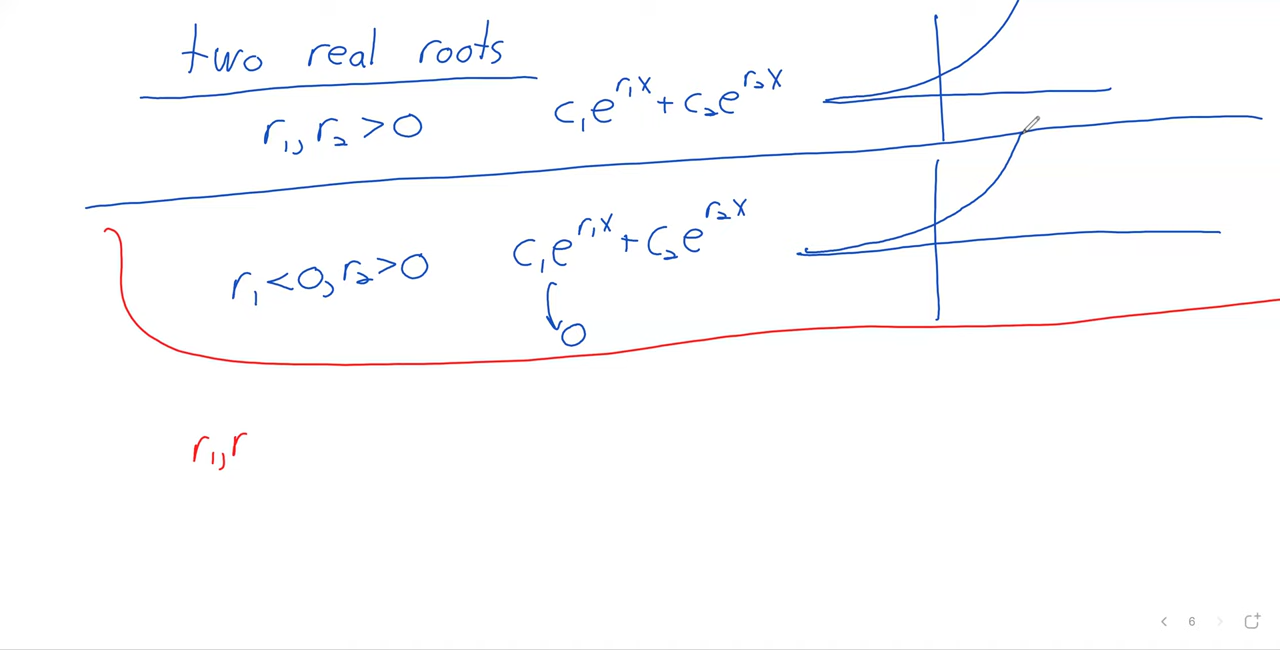 two real roots
r₁, r₂ > 0 c₁e^{r₁x} + c₂e^{r₂x}
r₁ < 0, r₂ > 0 c₁e^{r₁x} + c₂e^{r₂x}
0
r₁, r
6